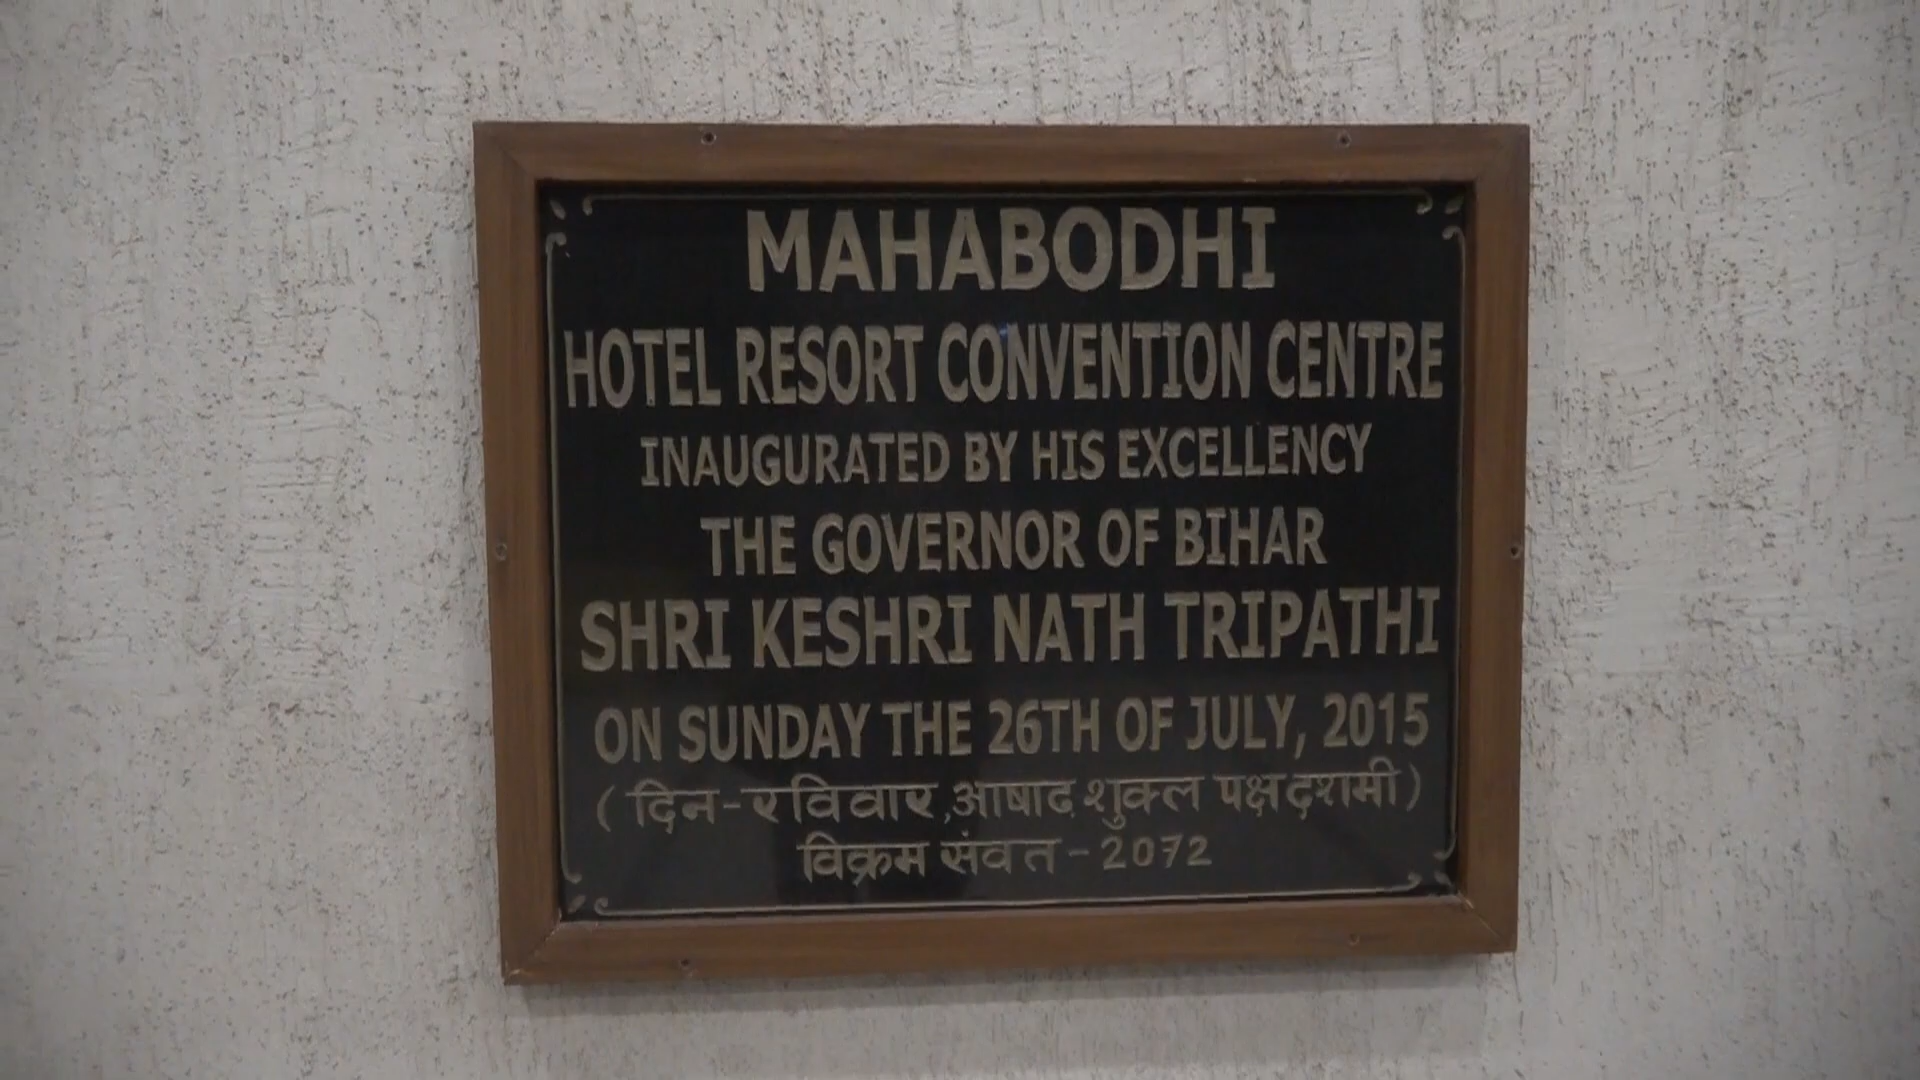 MAHABODHI
HOTEL RESORT CONVENTION CENTRE
INAUGURATED BY HIS EXCELLENCY
THE GOVERNOR OF BIHAR
SHRI KESHRI NATH TRIPATHI
ON SUNDAY THE 26TH OF JULY, 2015
( दिन-रविवार,आषाढ शुक्ल पक्ष दशमी )
विक्रम संवत - 2072